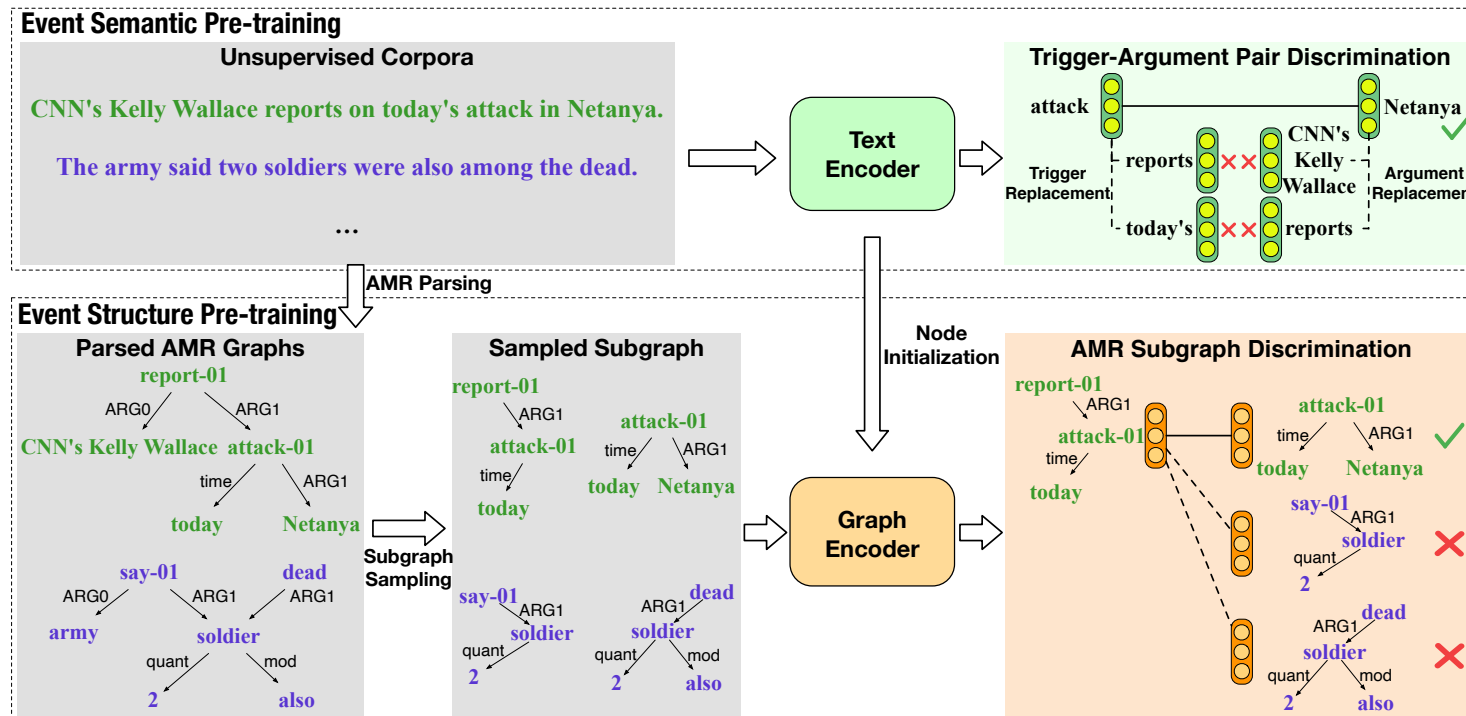 Event Semantic Pre-training
Unsupervised Corpora
CNN's Kelly Wallace reports on today's attack in Netanya.
The army said two soldiers were also among the dead.
...
Text
Encoder
Trigger-Argument Pair Discrimination
attack
Netanya
reports
CNN's
Kelly
Wallace
Trigger
Replacement
Argument
Replacement
today's
reports
AMR Parsing
Event Structure Pre-training
Parsed AMR Graphs
report-01
ARG0
ARG1
CNN's Kelly Wallace
attack-01
time
ARG1
today
Netanya
say-01
dead
ARG0
ARG1
ARG1
army
soldier
quant
mod
2
also
Subgraph
Sampling
Sampled Subgraph
report-01
ARG1
attack-01
time
today
attack-01
time
ARG1
today
Netanya
say-01
ARG1
soldier
quant
2
dead
ARG1
soldier
quant
mod
2
also
Node
Initialization
Graph
Encoder
AMR Subgraph Discrimination
report-01
ARG1
attack-01
time
today
attack-01
time
ARG1
today
Netanya
say-01
ARG1
soldier
quant
2
dead
ARG1
soldier
quant
mod
2
also